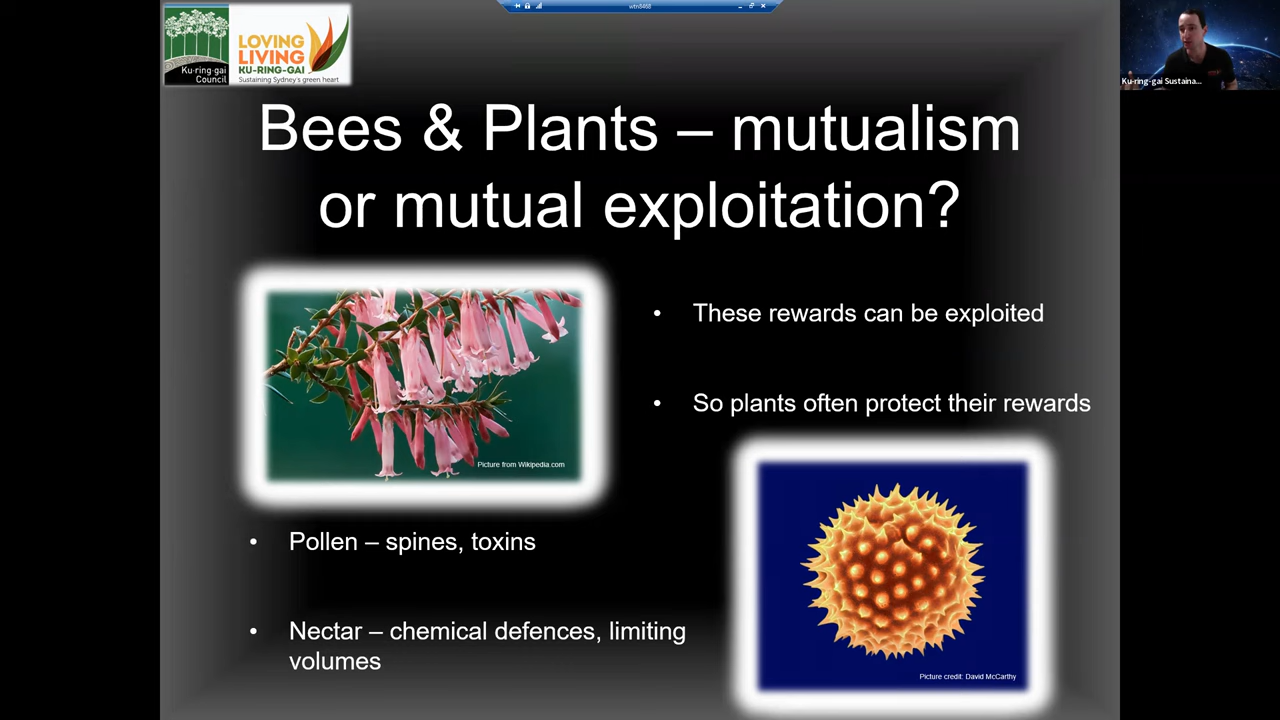 wtn8468
Ku-ring-gai
Council
LOVING
LIVING
KU-RING-GAI
Sustaining Sydney's green heart
Ku-ring-gai Sustaina...
Bees & Plants – mutualism
or mutual exploitation?
• These rewards can be exploited
• So plants often protect their rewards
Picture from Wikipedia.com
• Pollen – spines, toxins
• Nectar – chemical defences, limiting
volumes
Picture credit: David McCarthy